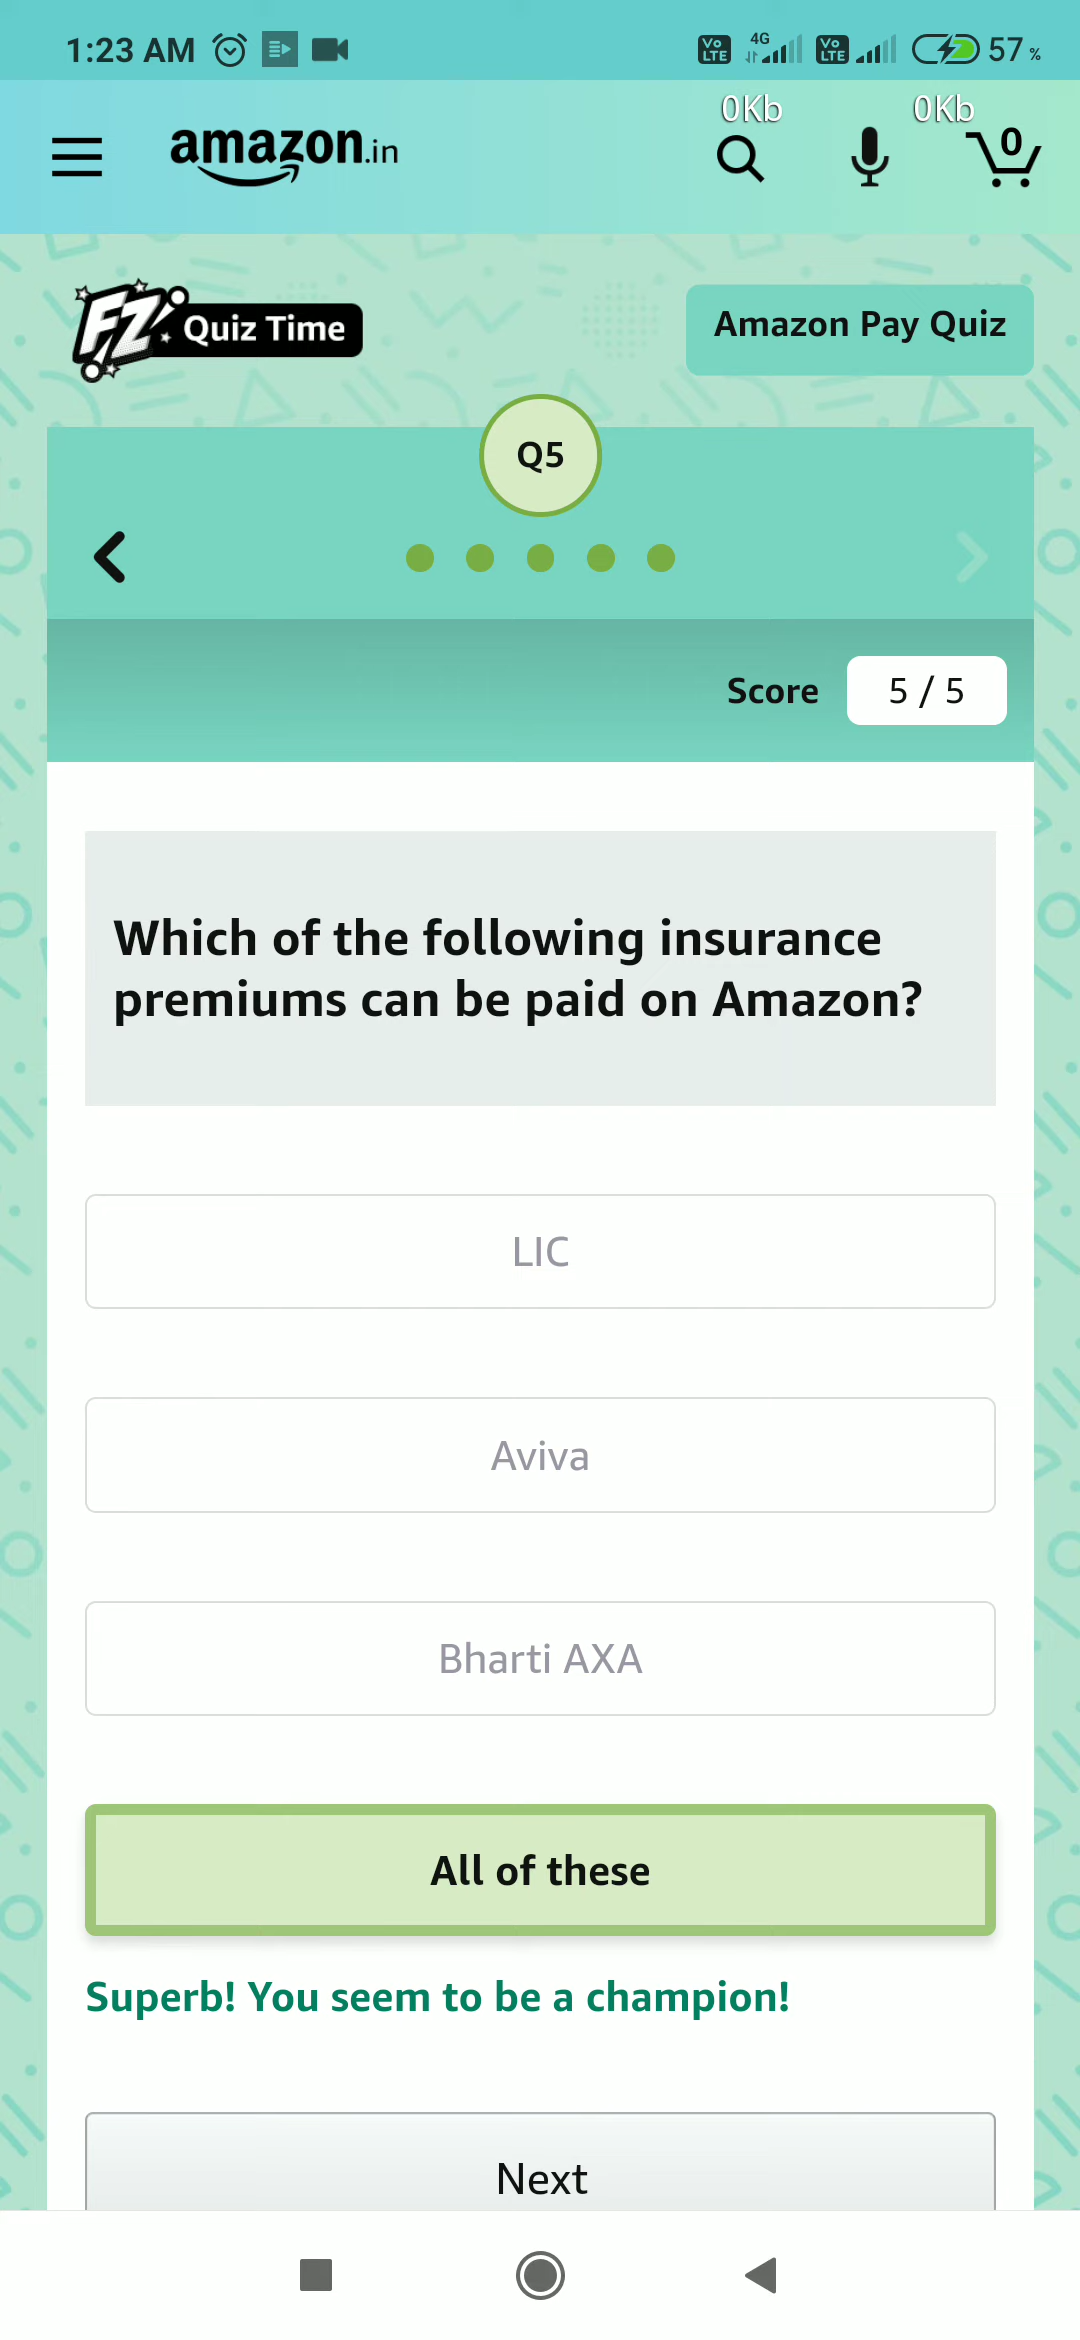 1:23 AM
Vo LTE 4G Vo LTE 57 %
0Kb 0Kb
amazon.in
0
FZ Quiz Time
Amazon Pay Quiz
Q5
Score 5 / 5
Which of the following insurance
premiums can be paid on Amazon?
LIC
Aviva
Bharti AXA
All of these
Superb! You seem to be a champion!
Next